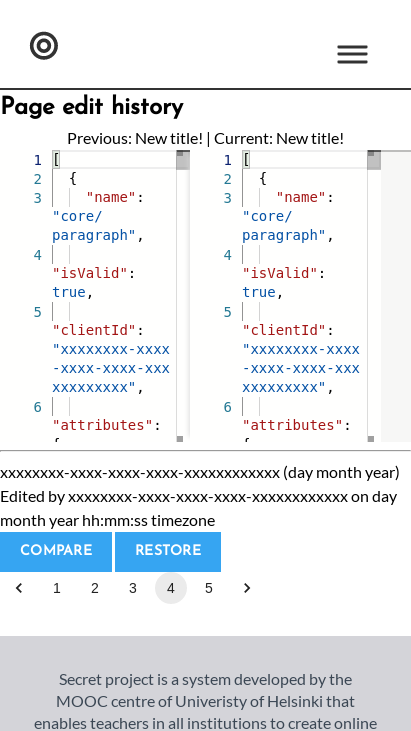 Page edit history
Previous: New title! | Current: New title!
1 [
2 {
3 "name":
"core/
paragraph",
4
"isValid":
true,
5
"clientId":
"xxxxxxxx-xxxx
-xxxx-xxxx-xxx
xxxxxxxxx",
6
"attributes":
{
1 [
2 {
3 "name":
"core/
paragraph",
4
"isValid":
true,
5
"clientId":
"xxxxxxxx-xxxx
-xxxx-xxxx-xxx
xxxxxxxxx",
6
"attributes":
{
xxxxxxxx-xxxx-xxxx-xxxx-xxxxxxxxxxxx (day month year)
Edited by xxxxxxxx-xxxx-xxxx-xxxx-xxxxxxxxxxxx on day
month year hh:mm:ss timezone
COMPARE RESTORE
1 2 3 4 5
Secret project is a system developed by the
MOOC centre of Univeristy of Helsinki that
enables teachers in all institutions to create online